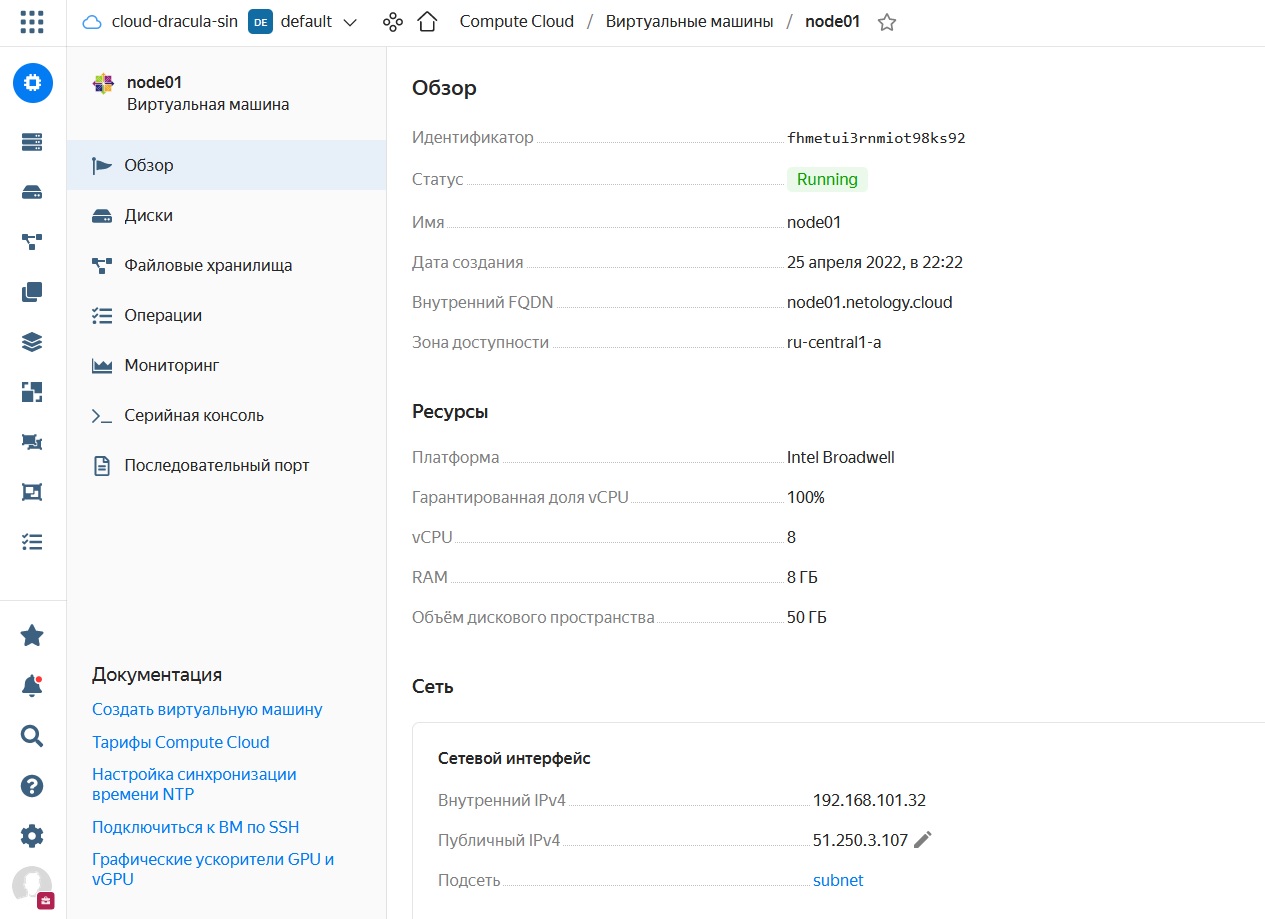 cloud-dracula-sin DE default Compute Cloud / Виртуальные машины / node01
node01
Виртуальная машина
Обзор
Диски
Файловые хранилища
Операции
Мониторинг
Серийная консоль
Последовательный порт
Документация
Создать виртуальную машину
Тарифы Compute Cloud
Настройка синхронизации
времени NTP
Подключиться к ВМ по SSH
Графические ускорители GPU и
vGPU
Обзор
Идентификатор fhmetui3rnmiot98ks92
Статус Running
Имя node01
Дата создания 25 апреля 2022, в 22:22
Внутренний FQDN node01.netology.cloud
Зона доступности ru-central1-a
Ресурсы
Платформа Intel Broadwell
Гарантированная доля vCPU 100%
vCPU 8
RAM 8 ГБ
Объём дискового пространства 50 ГБ
Сеть
Сетевой интерфейс
Внутренний IPv4 192.168.101.32
Публичный IPv4 51.250.3.107
Подсеть subnet